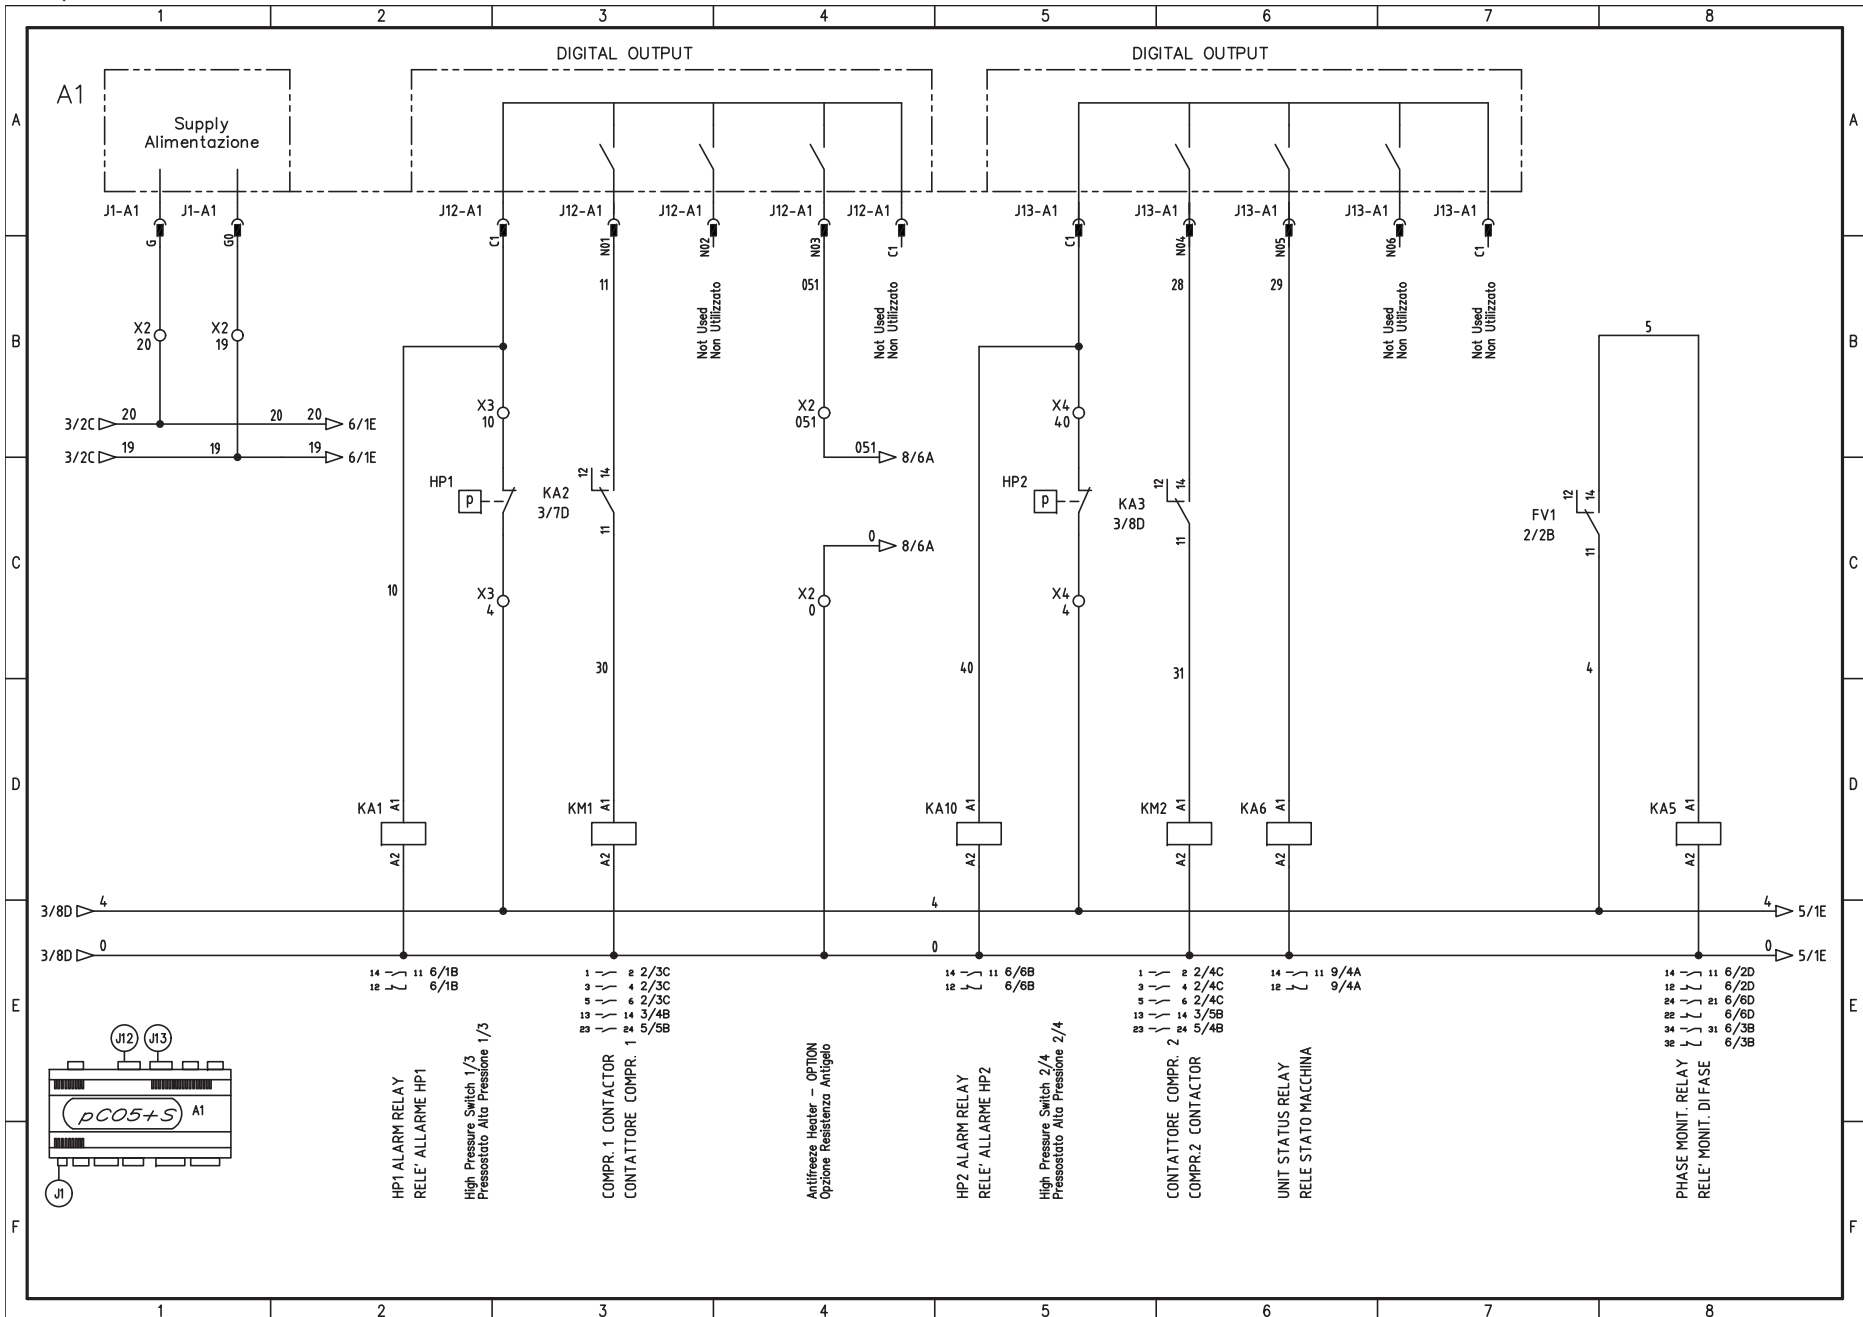 1 2 3 4 5 6 7 8
DIGITAL OUTPUT DIGITAL OUTPUT
A1
A A
Supply
Alimentazione
J1-A1 J1-A1 J12-A1 J12-A1 J12-A1 J12-A1 J12-A1 J13-A1 J13-A1 J13-A1 J13-A1 J13-A1
G G0 C1 N01 N02 N03 C1 C1 N04 N05 N06 C1
11 051 28 29
Not Used
Non Utilizzato
Not Used
Non Utilizzato
Not Used
Non Utilizzato
Not Used
Non Utilizzato
B B
X2 X2 5
20 19
X3 X2 X4
10 051 40
3/2C 20 20 20 6/1E
3/2C 19 19 19 6/1E
051 8/6A
HP1 P KA2 12 14
3/7D 11
HP2 P KA3 12 14
3/8D 11
FV1 12 14
2/2B 11
0 8/6A
C C
10
X3 X2 X4
4 0 4
30 40 31 4
D D
KA1 A1 KM1 A1 KA10 A1 KM2 A1 KA6 A1 KA5 A1
A2 A2 A2 A2 A2 A2
3/8D 4 4 4 5/1E
3/8D 0 0 0 5/1E
14 11 6/1B
12 6/1B
1 2 2/3C
3 4 2/3C
5 6 2/3C
13 14 3/4B
23 24 5/5B
14 11 6/6B
12 6/6B
1 2 2/4C
3 4 2/4C
5 6 2/4C
13 14 3/5B
23 24 5/4B
14 11 9/4A
12 9/4A
14 11 6/2D
12 6/2D
24 21 6/6D
22 6/6D
34 31 6/3B
32 6/3B
E E
J12 J13
pCO5+S A1
J1
HP1 ALARM RELAY
RELE' ALLARME HP1
High Pressure Switch 1/3
Pressostato Alta Pressione 1/3
COMPR. 1 CONTACTOR
CONTATTORE COMPR. 1
Antifreeze Heater - OPTION
Opzione Resistenza Antigelo
HP2 ALARM RELAY
RELE' ALLARME HP2
High Pressure Switch 2/4
Pressostato Alta Pressione 2/4
CONTATTORE COMPR. 2
COMPR.2 CONTACTOR
UNIT STATUS RELAY
RELE STATO MACCHINA
PHASE MONIT. RELAY
RELE' MONIT. DI FASE
F F
1 2 3 4 5 6 7 8